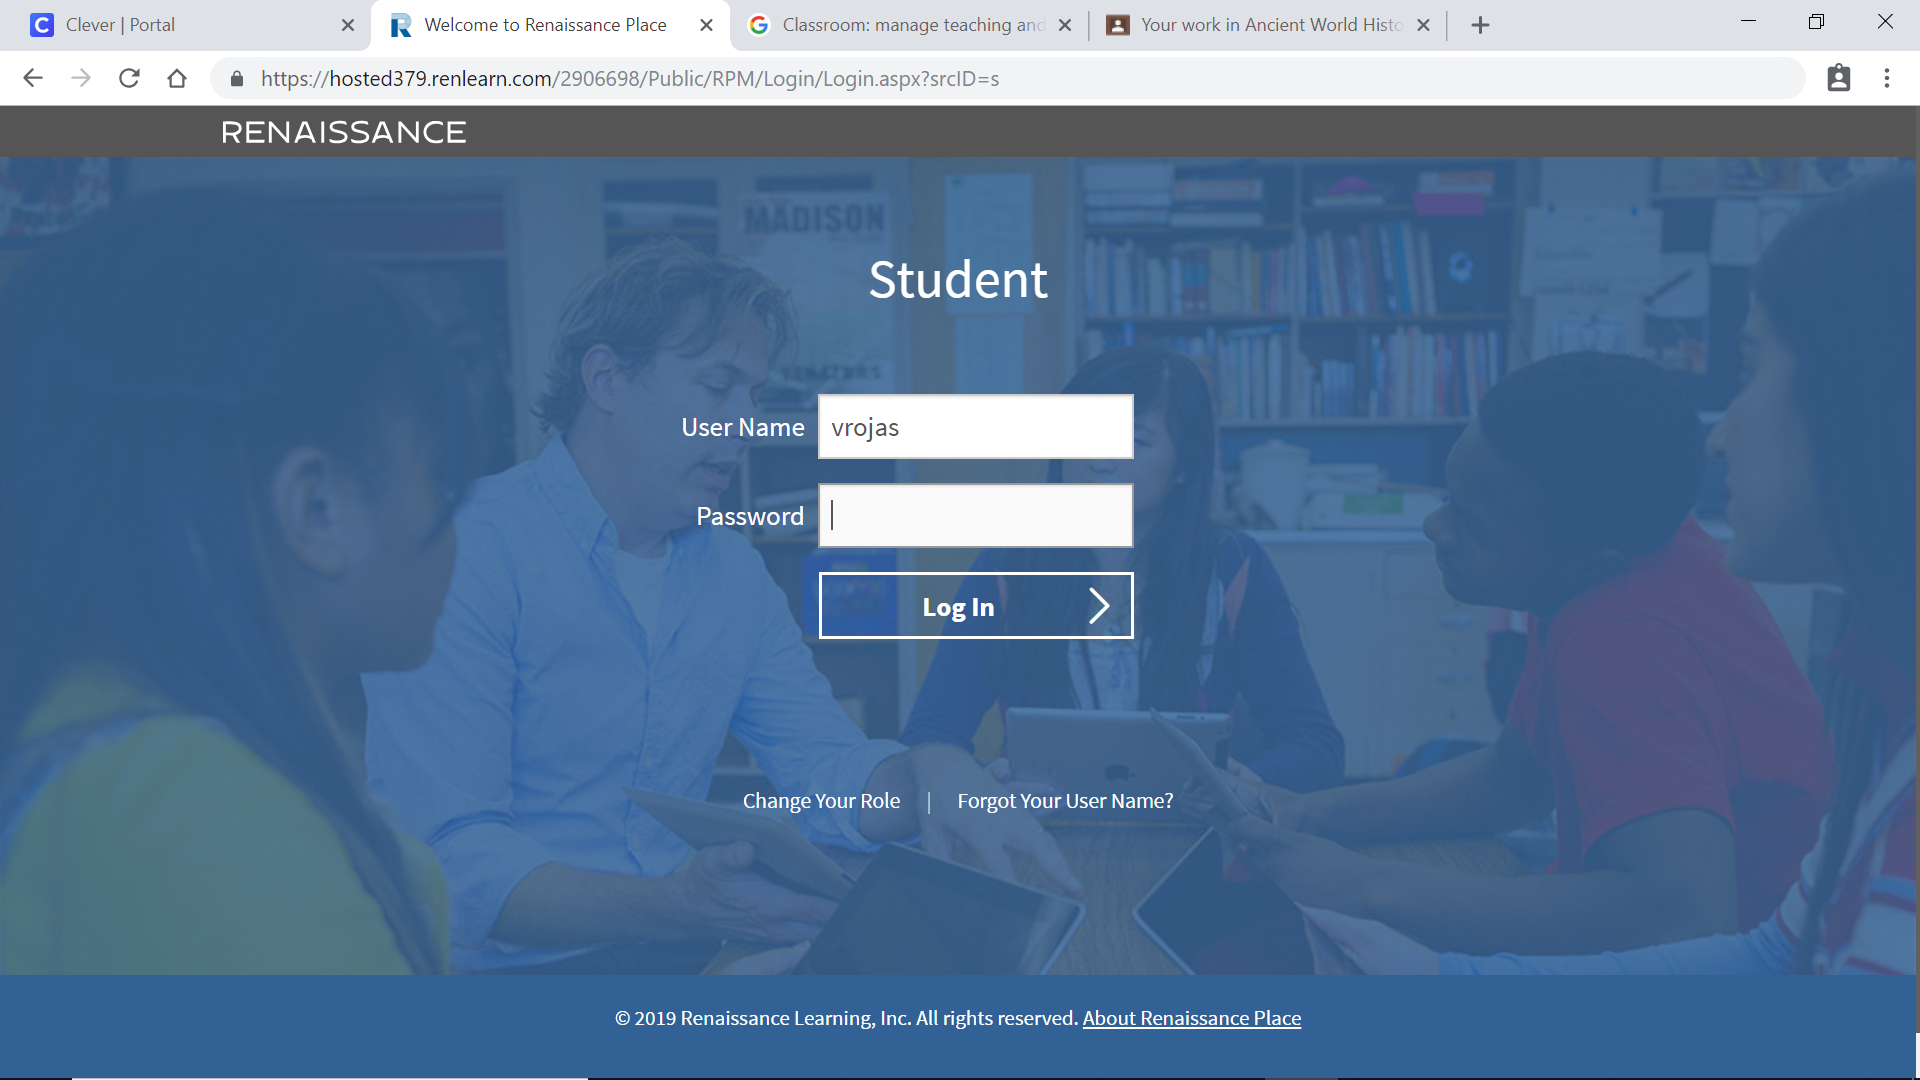 Clever | Portal
Welcome to Renaissance Place
Classroom: manage teaching and
Your work in Ancient World Histo
https://hosted379.renlearn.com/2906698/Public/RPM/Login/Login.aspx?srcID=s
RENAISSANCE
MADISON
SENATORS
Student
User Name
vrojas
Password
Log In
Change Your Role | Forgot Your User Name?
© 2019 Renaissance Learning, Inc. All rights reserved. About Renaissance Place